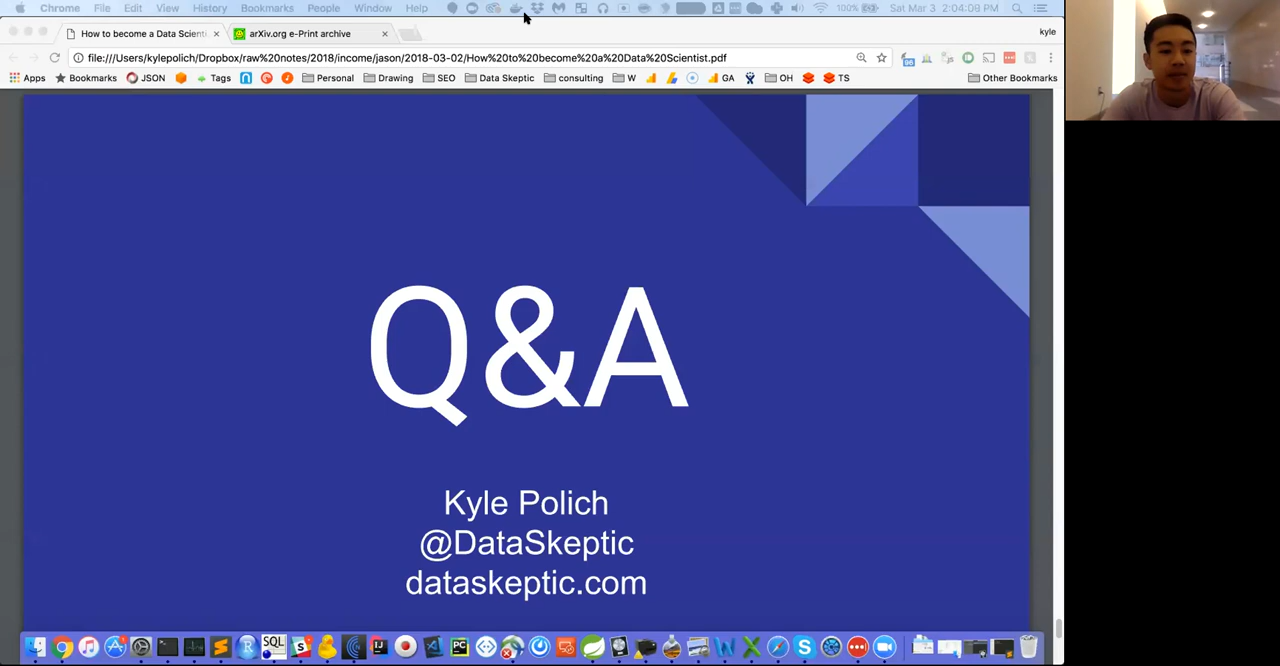 Chrome File Edit View History Bookmarks People Window Help 100% Sat Mar 3 2:04:09 PM
How to become a Data Scienti × arXiv.org e-Print archive × kyle
file:///Users/kylepolich/Dropbox/raw%20notes/2018/income/jason/2018-03-02/How%20to%20become%20a%20Data%20Scientist.pdf
Apps Bookmarks JSON Tags Personal Drawing SEO Data Skeptic consulting W GA OH TS Other Bookmarks
Q&A
Kyle Polich
@DataSkeptic
dataskeptic.com